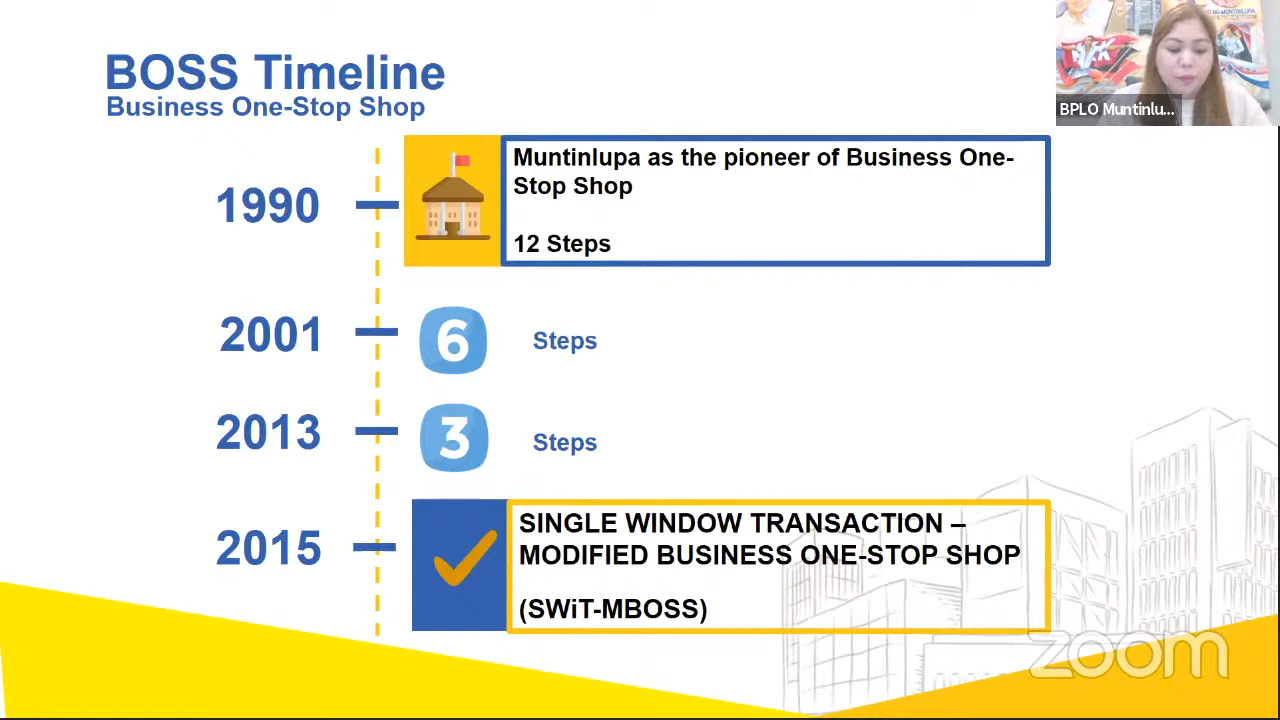 BOSS Timeline
Business One-Stop Shop
BPLO Muntinlu...
1990
Muntinlupa as the pioneer of Business One-
Stop Shop
12 Steps
2001
6
Steps
2013
3
Steps
2015
SINGLE WINDOW TRANSACTION –
MODIFIED BUSINESS ONE-STOP SHOP
(SWiT-MBOSS)
zoom